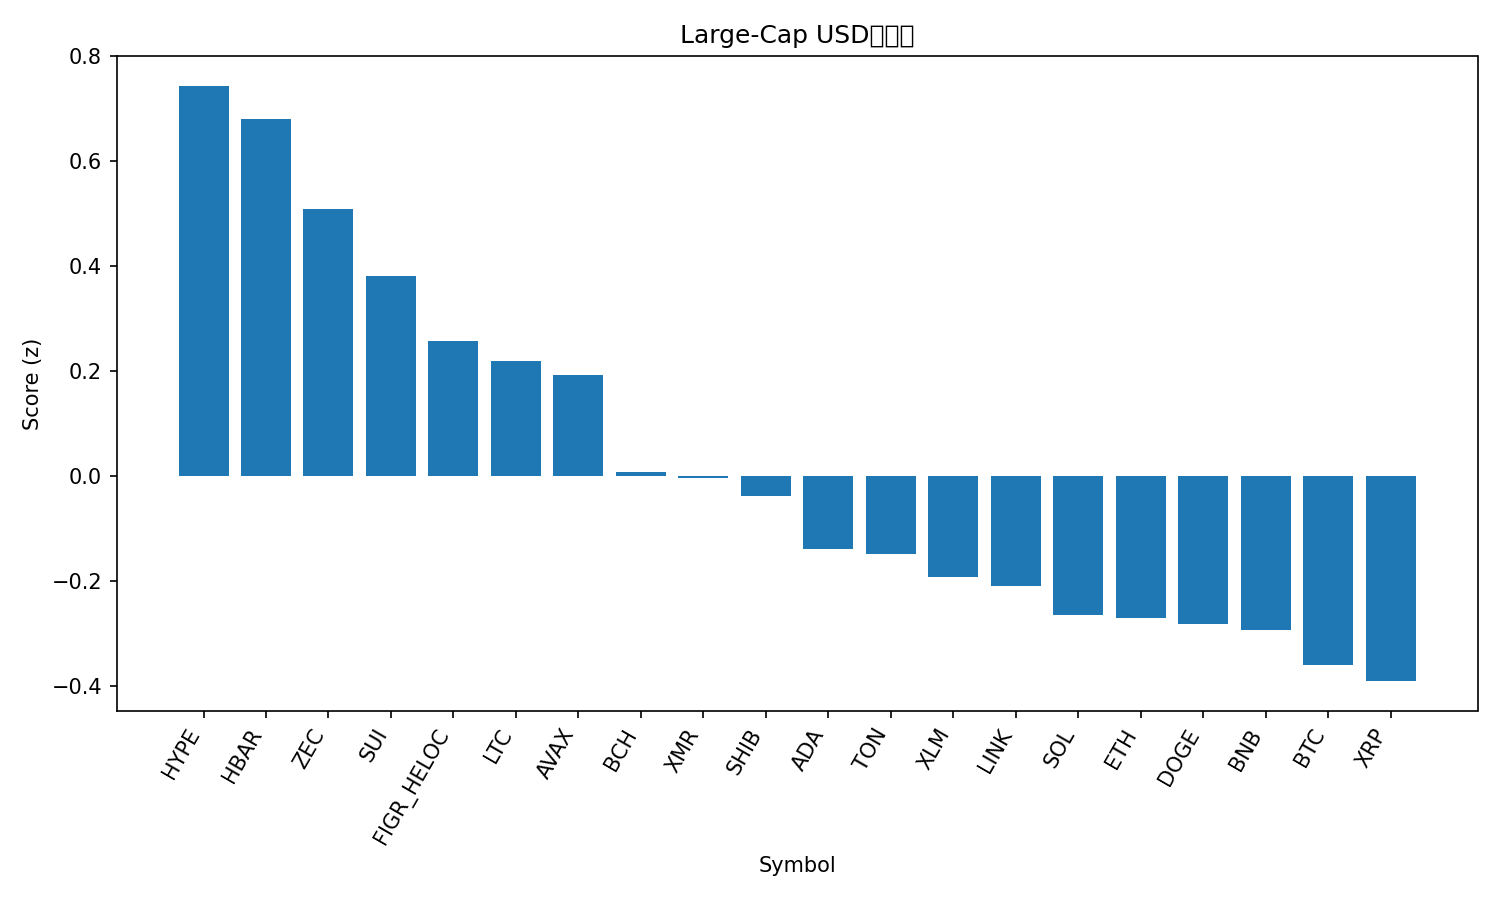 Large-Cap USD
0.8
0.6
0.4
0.2
0.0
−0.2
−0.4
Score (z)
HYPE
HBAR
ZEC
SUI
FIGR_HELOC
LTC
AVAX
BCH
XMR
SHIB
ADA
TON
XLM
LINK
SOL
ETH
DOGE
BNB
BTC
XRP
Symbol